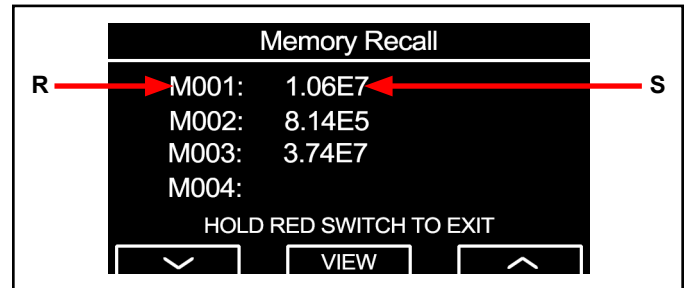 Memory Recall
R M001: 1.06E7 S
M002: 8.14E5
M003: 3.74E7
M004:
HOLD RED SWITCH TO EXIT
VIEW